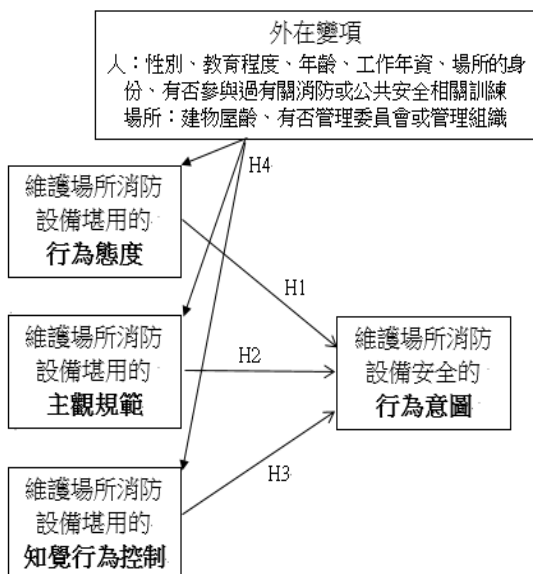 外在變項
人：性別、教育程度、年齡、工作年資、場所的身
份、有否參與過有關消防或公共安全相關訓練
場所：建物屋齡、有否管理委員會或管理組織
H4
維護場所消防
設備堪用的
行為態度
H1
維護場所消防
設備堪用的
主觀規範
H2
維護場所消防
設備安全的
行為意圖
H3
維護場所消防
設備堪用的
知覺行為控制